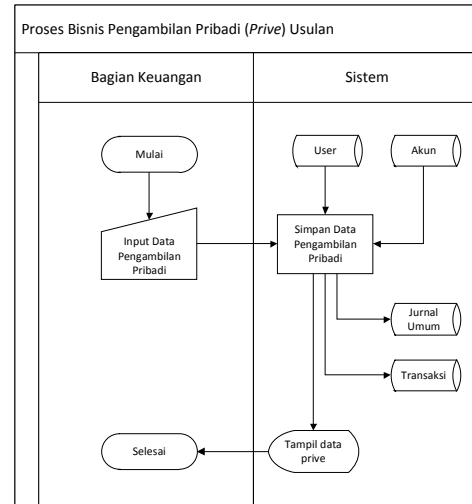 Proses Bisnis Pengambilan Pribadi (Prive) Usulan
Bagian Keuangan
Sistem
Mulai
User
Akun
Input Data
Pengambilan
Pribadi
Simpan Data
Pengambilan
Pribadi
Jurnal
Umum
Transaksi
Selesai
Tampil data
prive